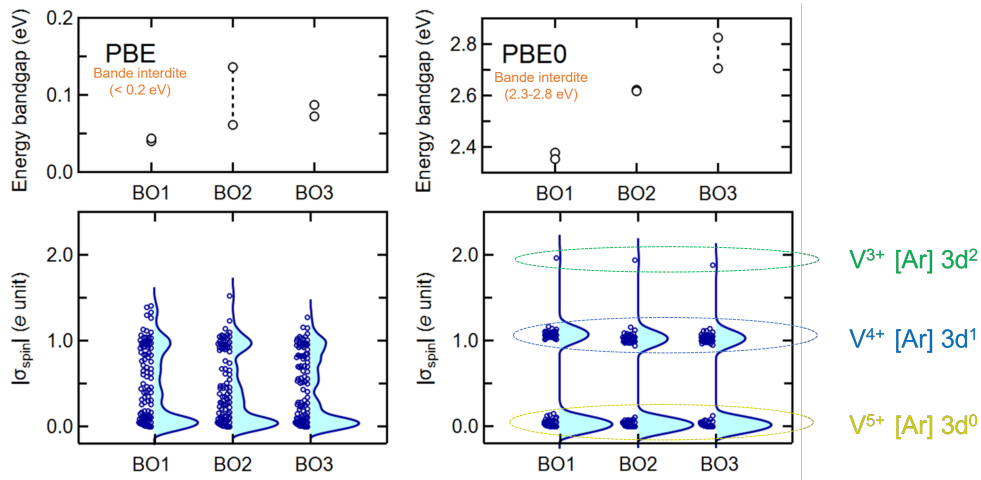 Energy bandgap (eV)
0.2
0.1
0.0
PBE
Bande interdite
(< 0.2 eV)
BO1 BO2 BO3
Energy bandgap (eV)
2.8
2.6
2.4
PBE0
Bande interdite
(2.3-2.8 eV)
BO1 BO2 BO3
|σspin| (e unit)
2.0
1.0
0.0
BO1 BO2 BO3
|σspin| (e unit)
2.0
1.0
0.0
BO1 BO2 BO3
V³⁺ [Ar] 3d²
V⁴⁺ [Ar] 3d¹
V⁵⁺ [Ar] 3d⁰